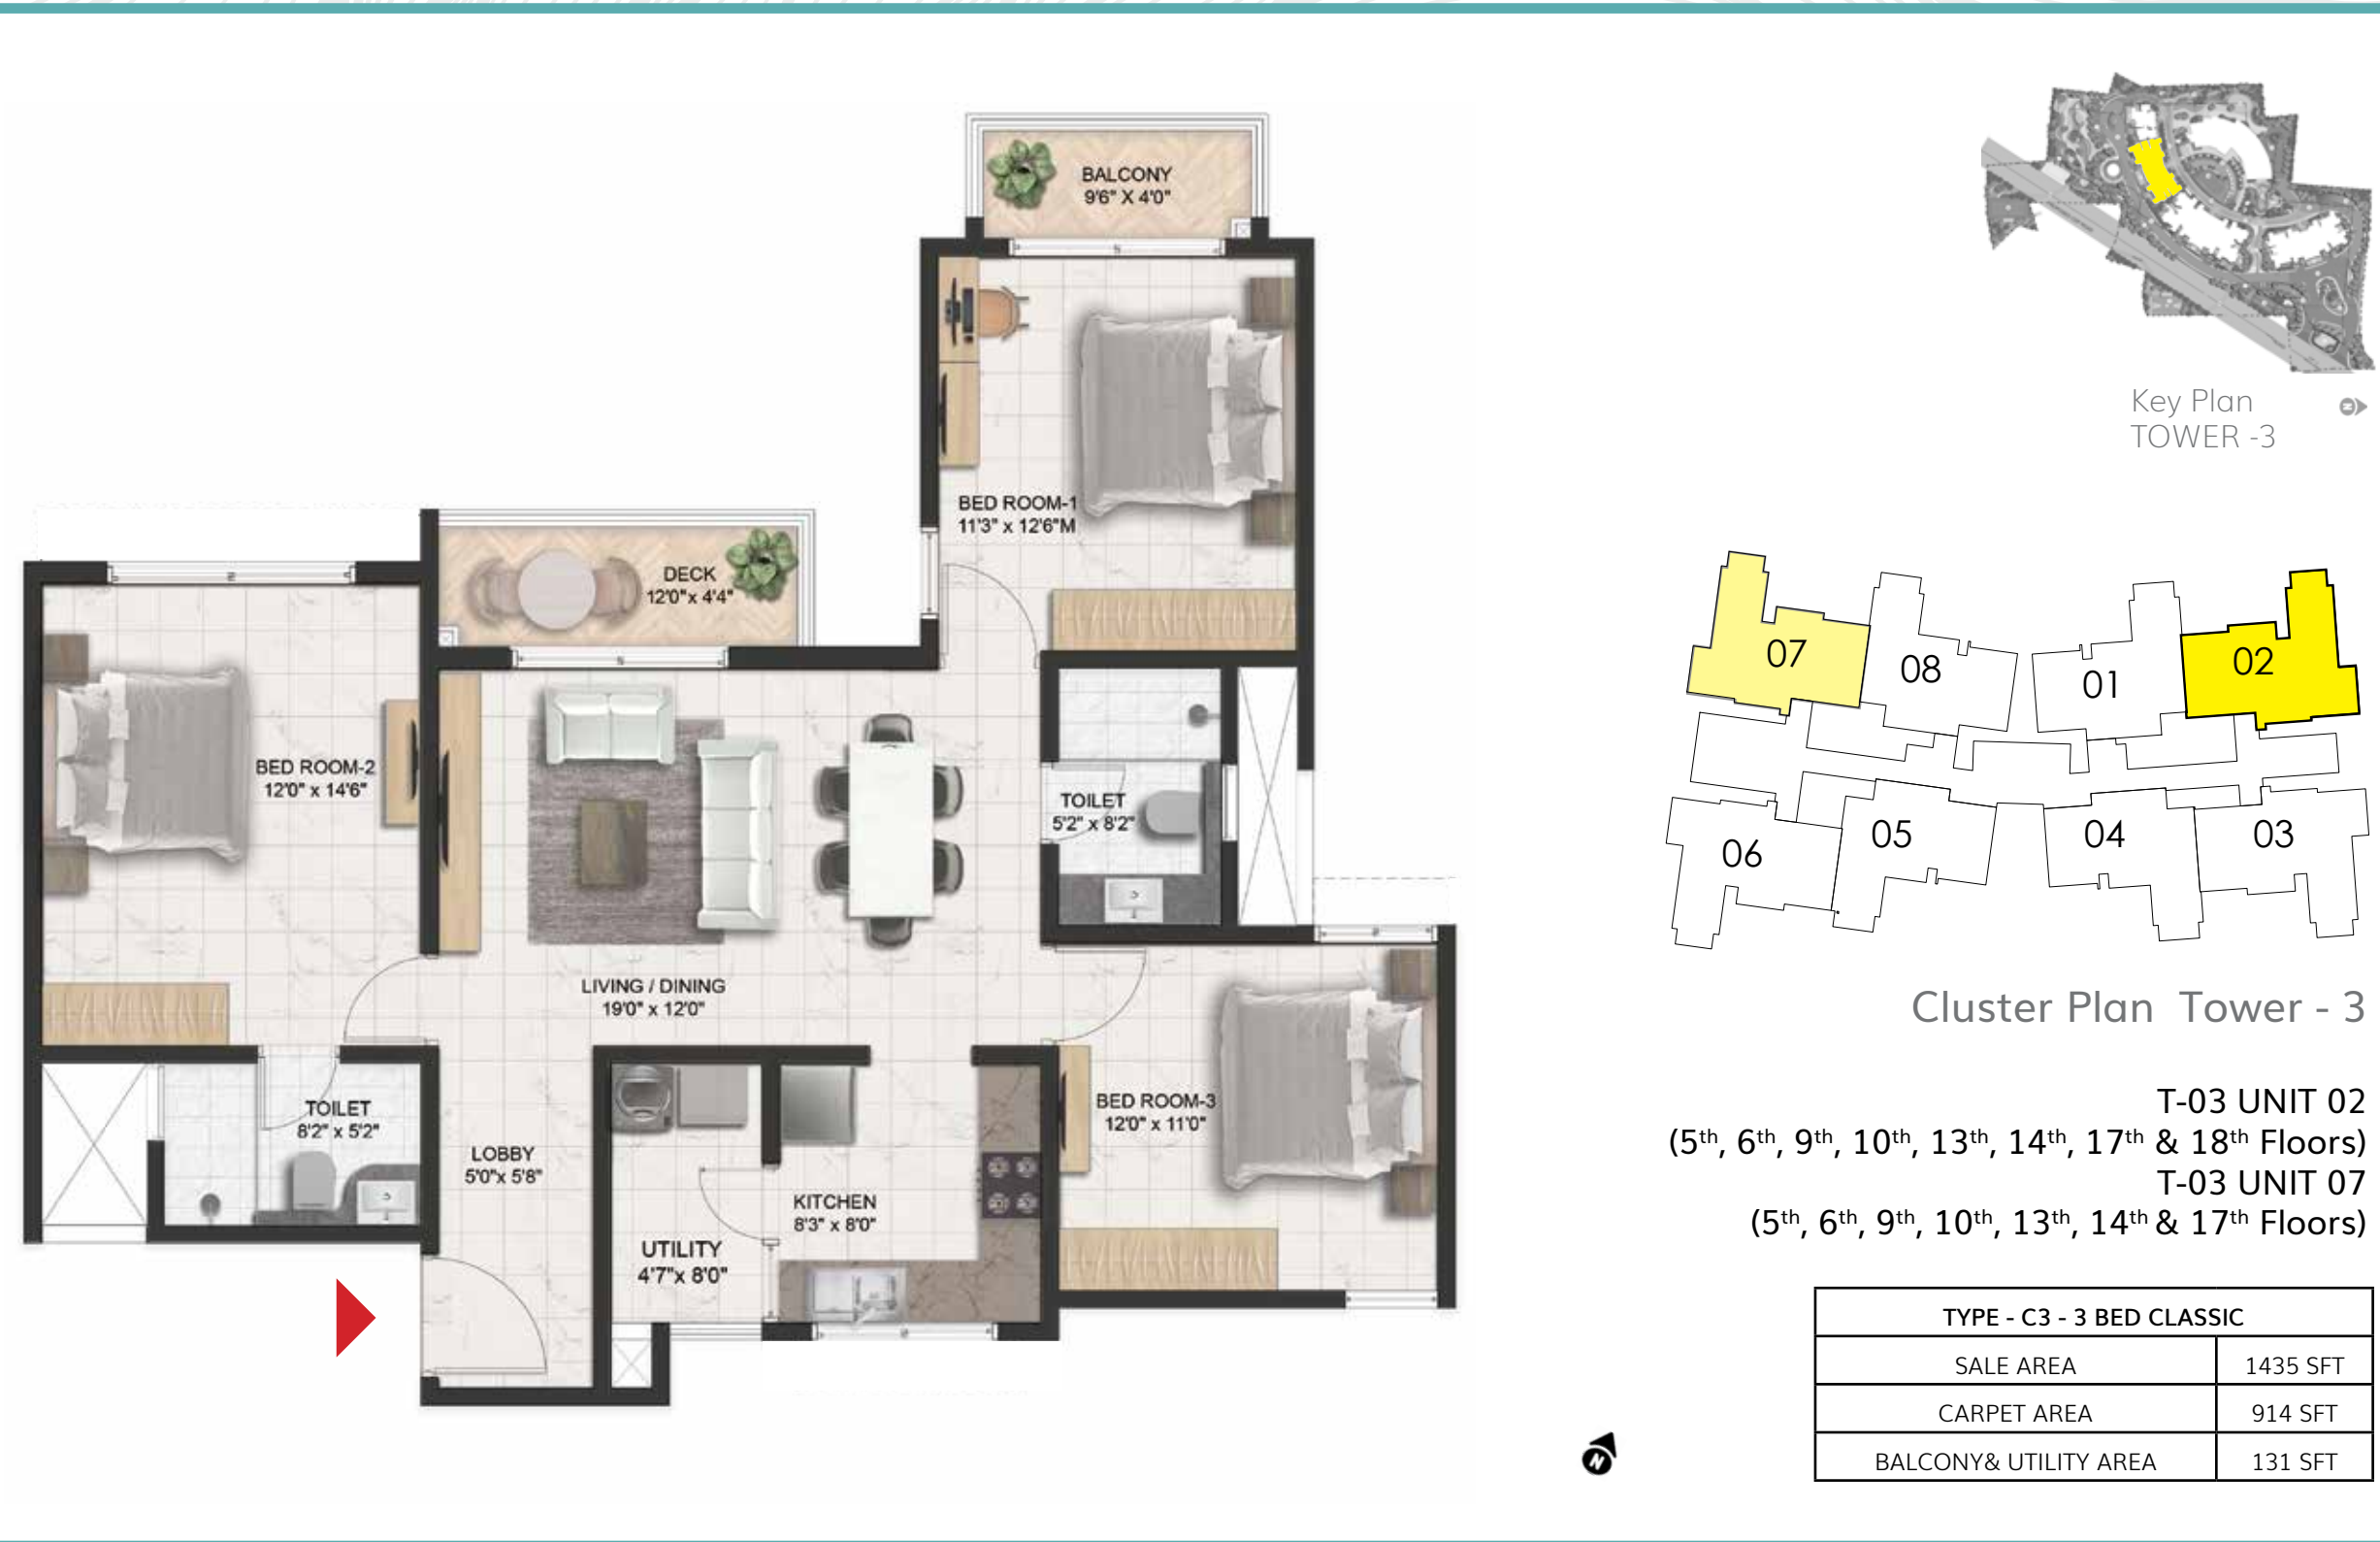 BALCONY
9'6" X 4'0"
BED ROOM-1
11'3" x 12'6"M
DECK
12'0"x 4'4"
BED ROOM-2
12'0" x 14'6"
TOILET
5'2" x 8'2"
LIVING / DINING
19'0" x 12'0"
TOILET
8'2" x 5'2"
LOBBY
5'0"x 5'8"
KITCHEN
8'3" x 8'0"
UTILITY
4'7"x 8'0"
BED ROOM-3
12'0" x 11'0"
N
Key Plan
TOWER -3
N
07
08
01
02
06
05
04
03
Cluster Plan Tower - 3
T-03 UNIT 02
(5th, 6th, 9th, 10th, 13th, 14th, 17th & 18th Floors)
T-03 UNIT 07
(5th, 6th, 9th, 10th, 13th, 14th & 17th Floors)
TYPE - C3 - 3 BED CLASSIC
SALE AREA 1435 SFT
CARPET AREA 914 SFT
BALCONY& UTILITY AREA 131 SFT